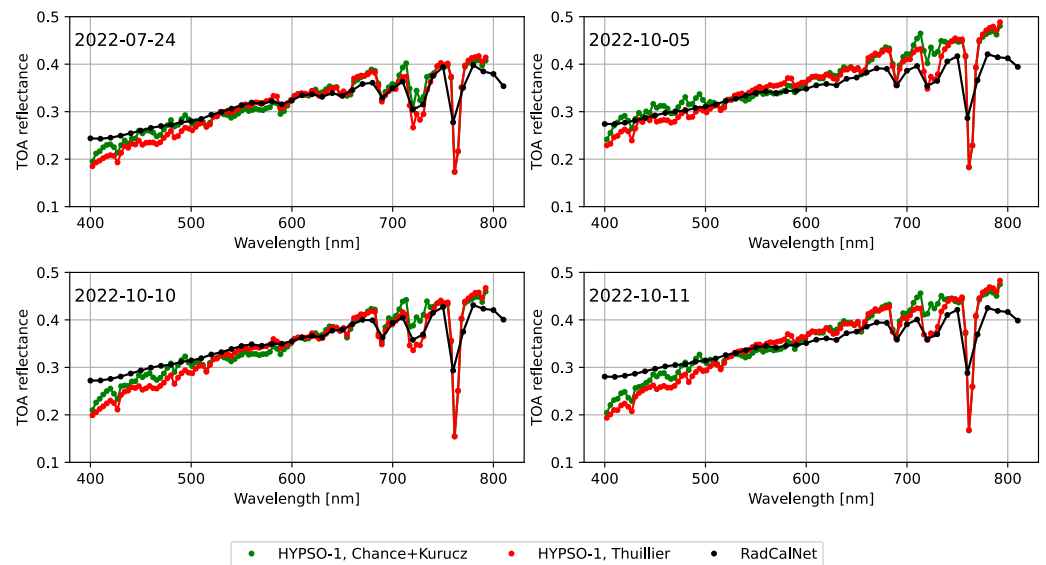 2022-07-24
TOA reflectance
0.5
0.4
0.3
0.2
0.1
400 500 600 700 800
Wavelength [nm]
2022-10-05
TOA reflectance
0.5
0.4
0.3
0.2
0.1
400 500 600 700 800
Wavelength [nm]
2022-10-10
TOA reflectance
0.5
0.4
0.3
0.2
0.1
400 500 600 700 800
Wavelength [nm]
2022-10-11
TOA reflectance
0.5
0.4
0.3
0.2
0.1
400 500 600 700 800
Wavelength [nm]
HYPSO-1, Chance+Kurucz HYPSO-1, Thuillier RadCalNet